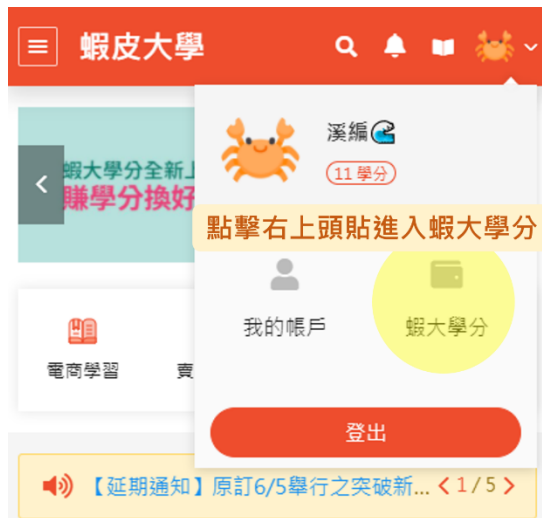 蝦皮大學
溪編
11 學分
蝦大學分全新上
賺學分換好
點擊右上頭貼進入蝦大學分
我的帳戶
蝦大學分
電商學習
賣
登出
【延期通知】原訂6/5舉行之突破新... < 1 / 5 >